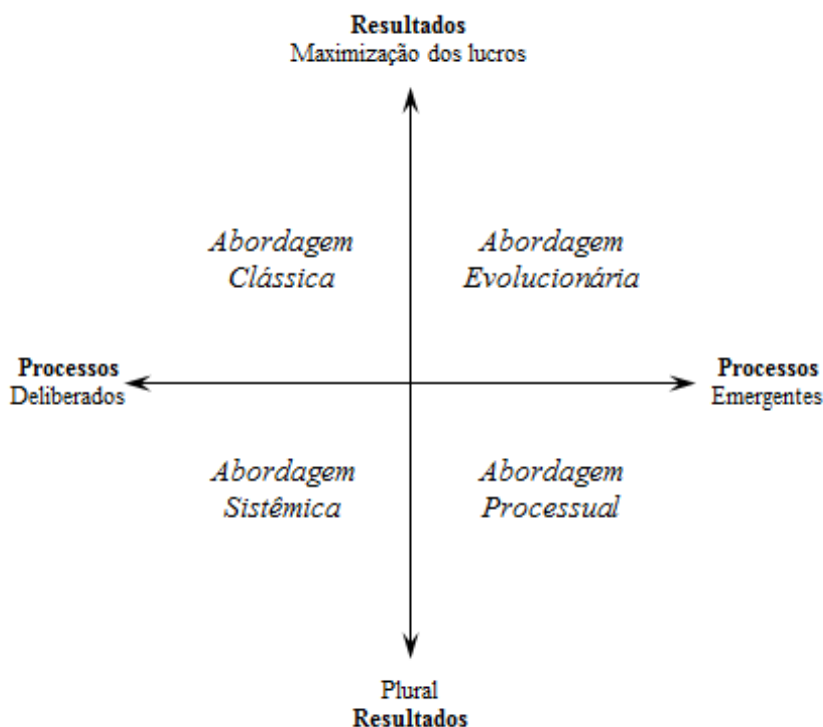 Resultados
Maximização dos lucros
Abordagem
Clássica
Abordagem
Evolucionária
Processos
Deliberados
Processos
Emergentes
Abordagem
Sistêmica
Abordagem
Processual
Plural
Resultados